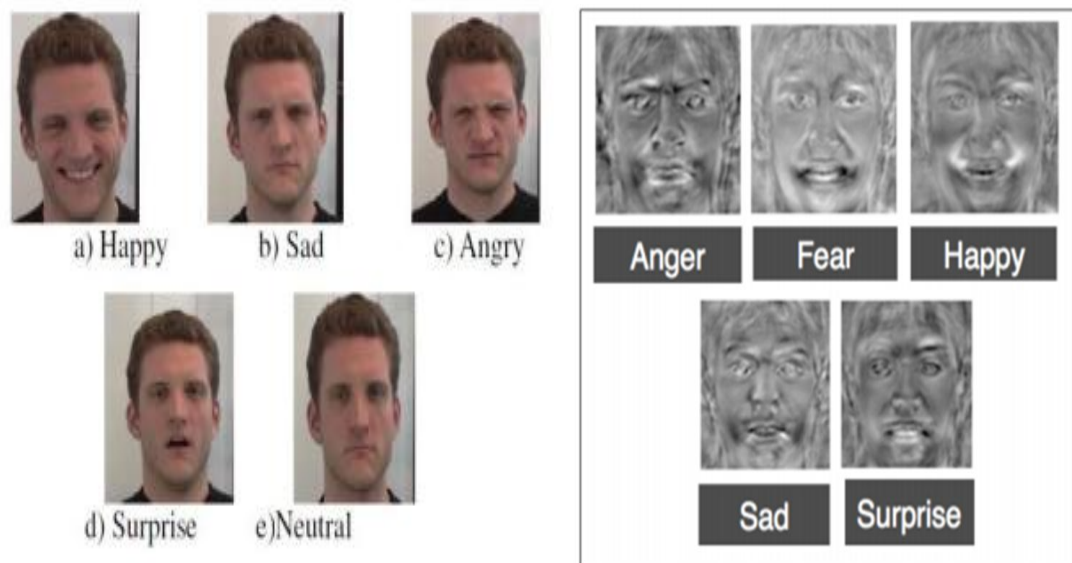 a) Happy
b) Sad
c) Angry
d) Surprise
e)Neutral
Anger
Fear
Happy
Sad
Surprise